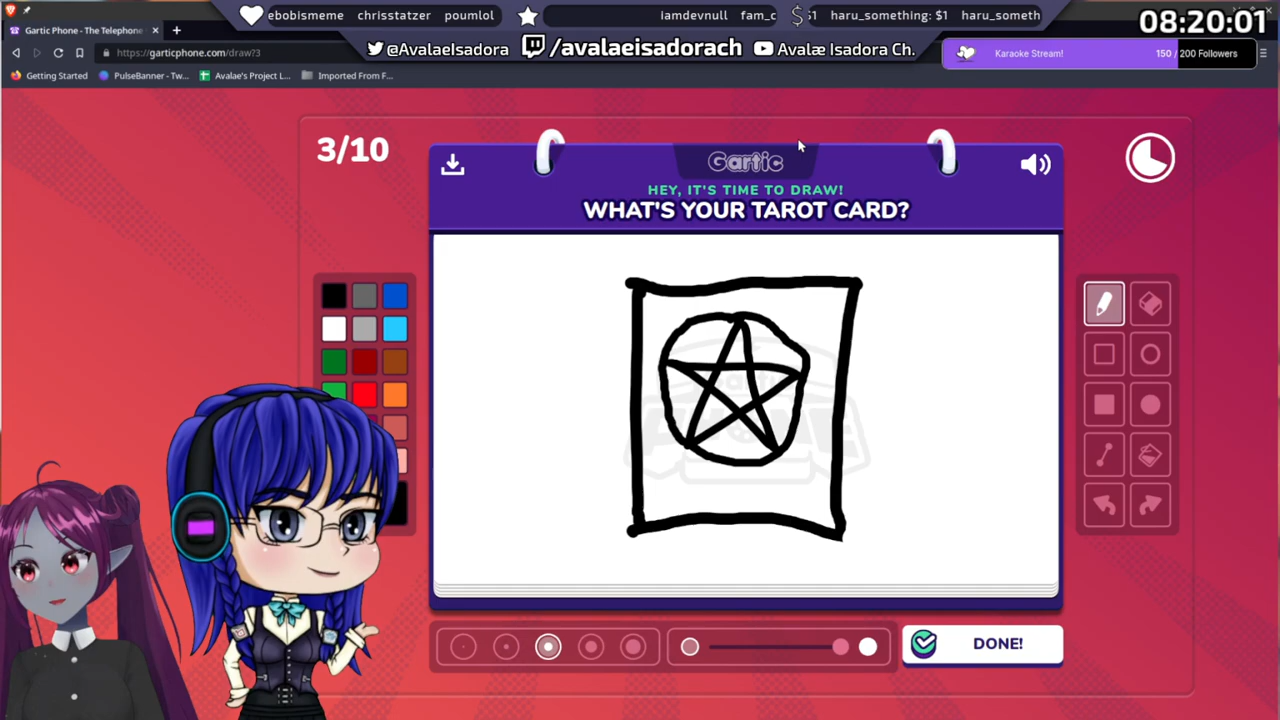 ebobismeme chrisstatzer poumlol
iamdevnull fam_c
$1 haru_something: $1 haru_someth
08:20:01
Gartic Phone - The Telephone
https://garticphone.com/draw?3
@AvalaeIsadora /avalaeisadorach Avalæ Isadora Ch.
Karaoke Stream! 150 / 200 Followers
Getting Started PulseBanner - Tw... Avalae's Project L... Imported From F...
3/10
Gartic
HEY, IT'S TIME TO DRAW!
WHAT'S YOUR TAROT CARD?
DONE!